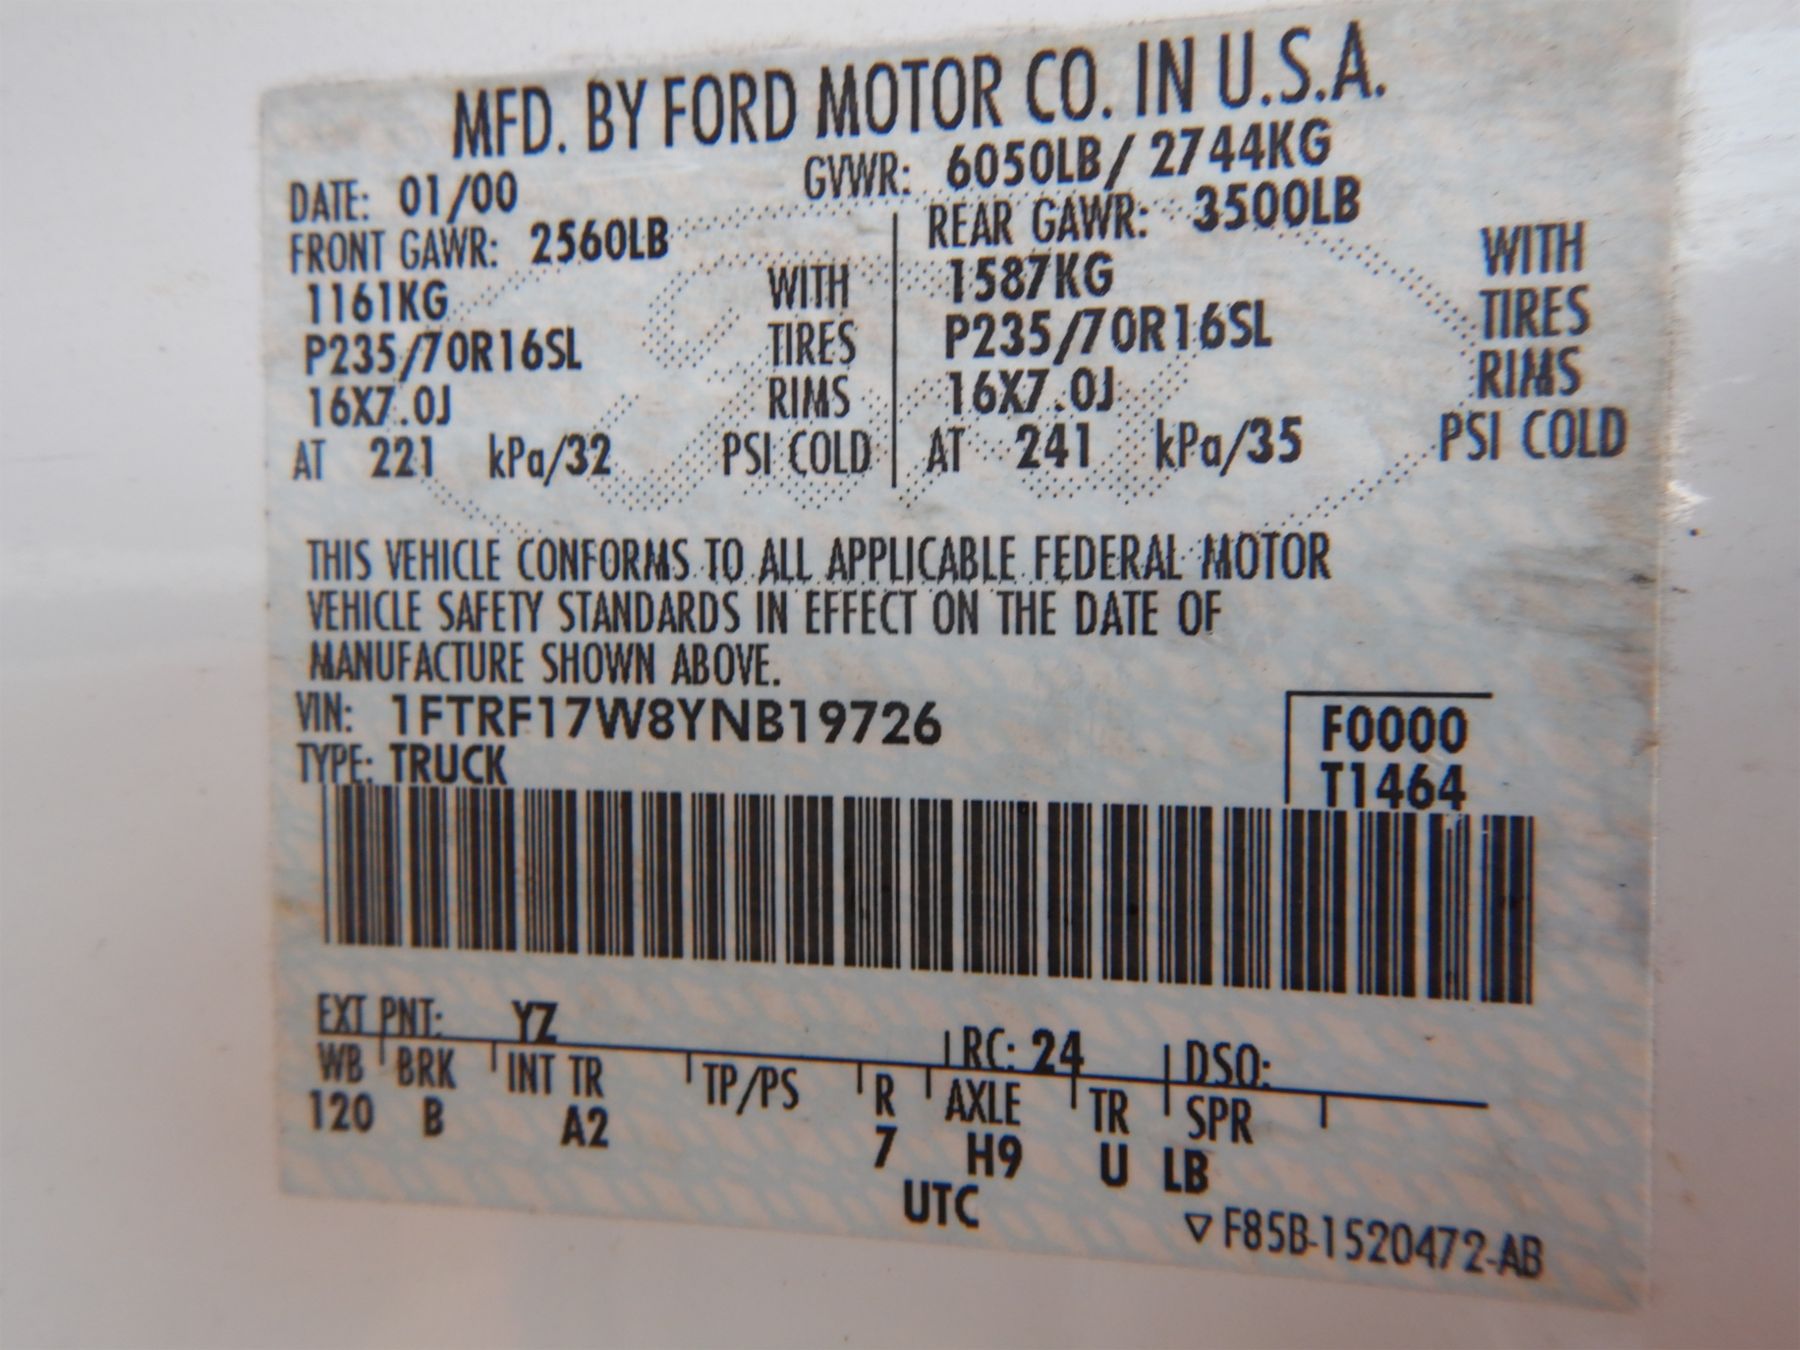 MFD. BY FORD MOTOR CO. IN U.S.A.
DATE: 01/00 GVWR: 6050LB/ 2744KG
FRONT GAWR: 2560LB REAR GAWR: 3500LB
1161KG WITH 1587KG WITH
P235/70R16SL TIRES P235/70R16SL TIRES
16X7.0J RIMS 16X7.0J RIMS
AT 221 kPa/32 PSI COLD AT 241 kPa/35 PSI COLD
THIS VEHICLE CONFORMS TO ALL APPLICABLE FEDERAL MOTOR
VEHICLE SAFETY STANDARDS IN EFFECT ON THE DATE OF
MANUFACTURE SHOWN ABOVE.
VIN: 1FTRF17W8YNB19726 F0000
TYPE: TRUCK T1464
EXT PNT: YZ RC: 24 DSO:
WB BRK INT TR TP/PS R AXLE TR SPR
120 B A2 7 H9 U LB
UTC
▽ F85B-1520472-AB